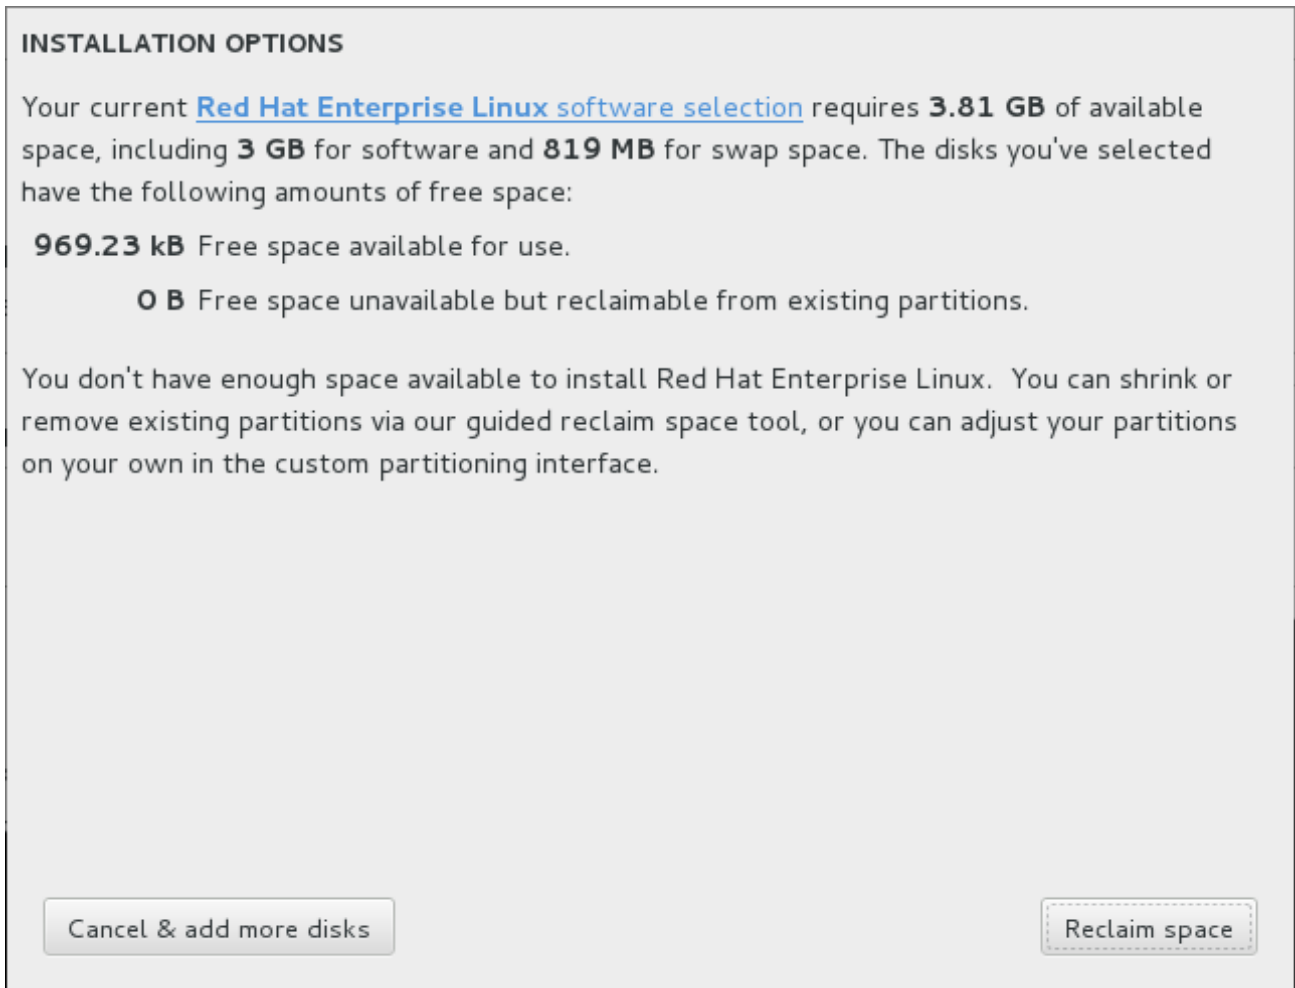 INSTALLATION OPTIONS
Your current Red Hat Enterprise Linux software selection requires 3.81 GB of available
space, including 3 GB for software and 819 MB for swap space. The disks you've selected
have the following amounts of free space:
969.23 kB Free space available for use.
0 B Free space unavailable but reclaimable from existing partitions.
You don't have enough space available to install Red Hat Enterprise Linux.  You can shrink or
remove existing partitions via our guided reclaim space tool, or you can adjust your partitions
on your own in the custom partitioning interface.
Cancel & add more disks
Reclaim space